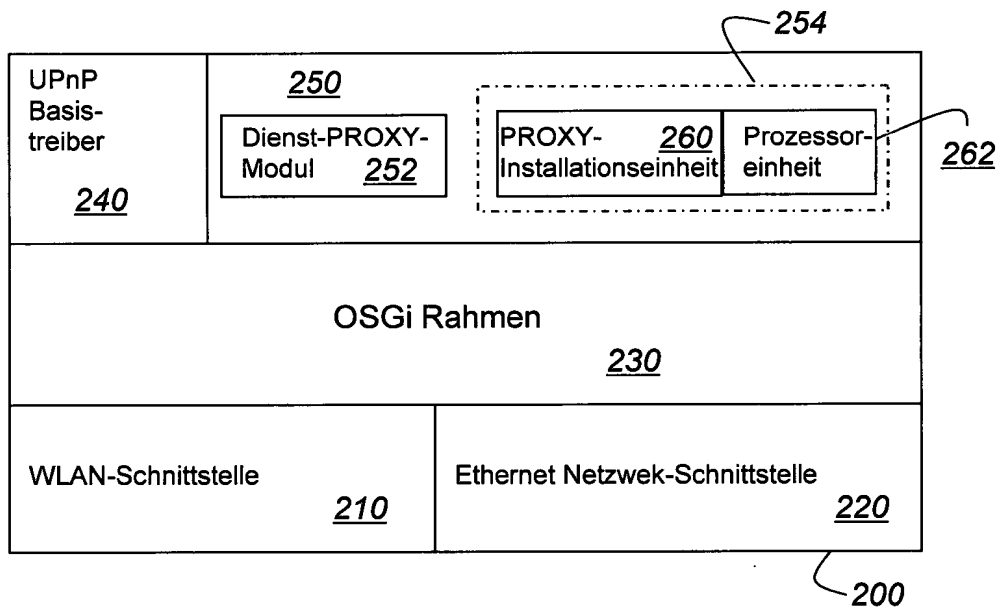 254
UPnP
Basis-
treiber
240
250
Dienst-PROXY-
Modul 252
PROXY-
Installationseinheit
260
Prozessor-
einheit
262
OSGi Rahmen
230
WLAN-Schnittstelle
210
Ethernet Netzwek-Schnittstelle
220
200